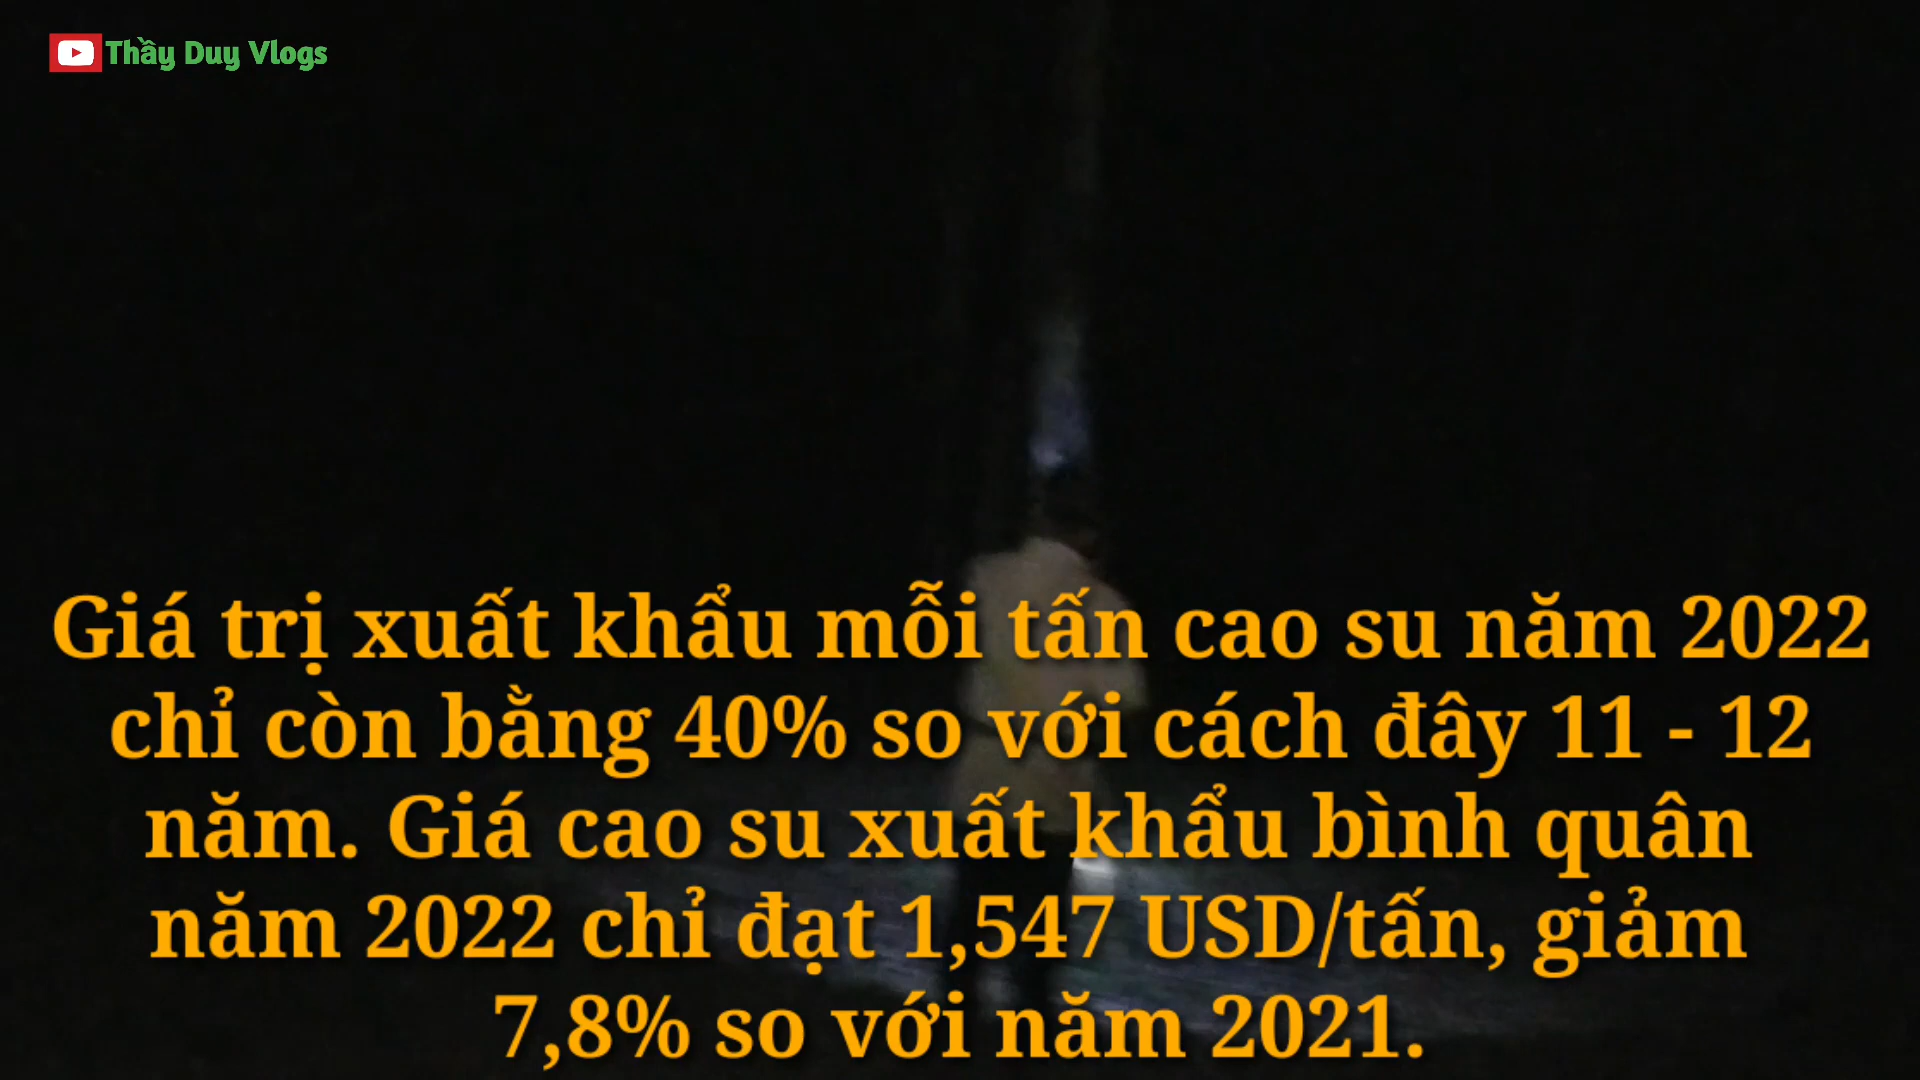 Thầy Duy Vlogs
Giá trị xuất khẩu mỗi tấn cao su năm 2022
chỉ còn bằng 40% so với cách đây 11 - 12
năm. Giá cao su xuất khẩu bình quân
năm 2022 chỉ đạt 1,547 USD/tấn, giảm
7,8% so với năm 2021.